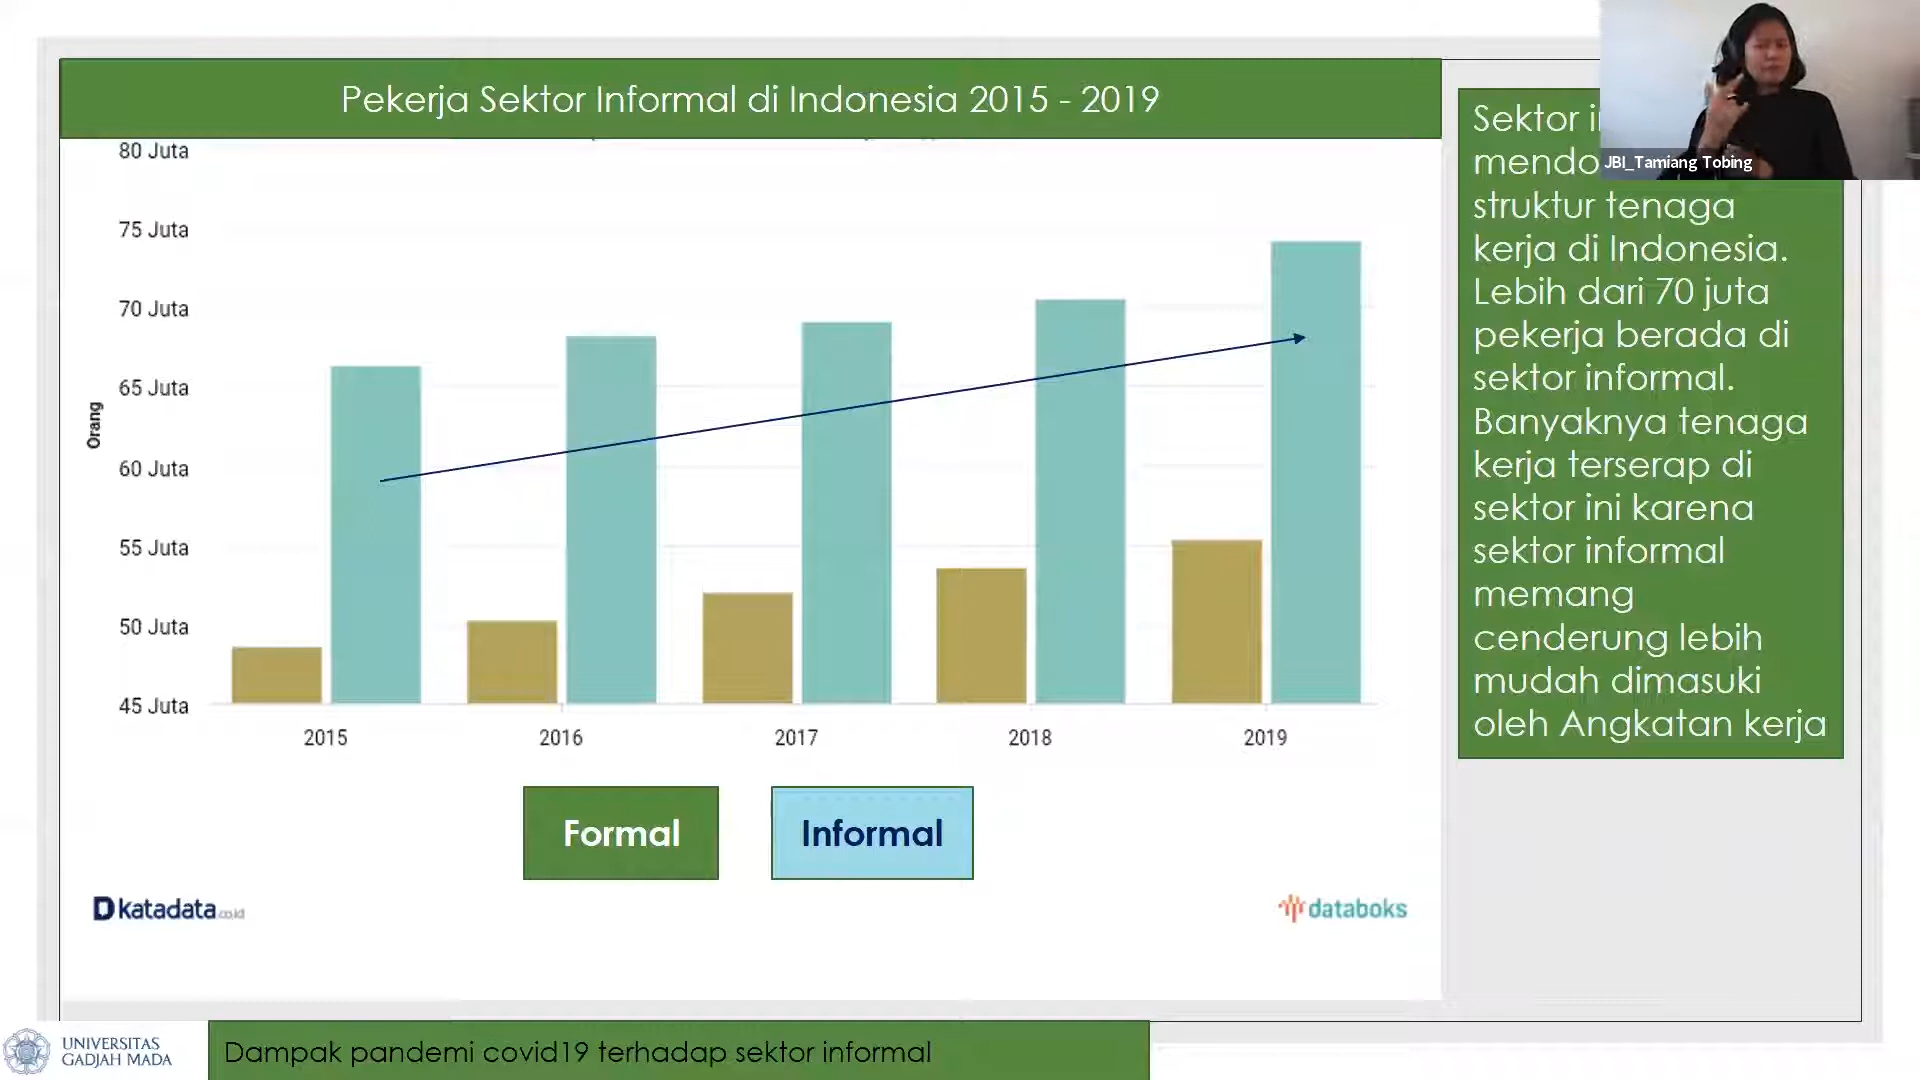 Pekerja Sektor Informal di Indonesia 2015 - 2019
80 Juta
75 Juta
70 Juta
65 Juta
60 Juta
55 Juta
50 Juta
45 Juta
Orang
2015
2016
2017
2018
2019
Formal
Informal
Dkatadata.co.id
databoks
Sektor
struktur tenaga
kerja di Indonesia.
Lebih dari 70 juta
pekerja berada di
sektor informal.
Banyaknya tenaga
kerja terserap di
sektor ini karena
sektor informal
memang
cenderung lebih
mudah dimasuki
oleh Angkatan kerja
JBI_Tamiang Tobing
UNIVERSITAS
GADJAH MADA
Dampak pandemi covid19 terhadap sektor informal